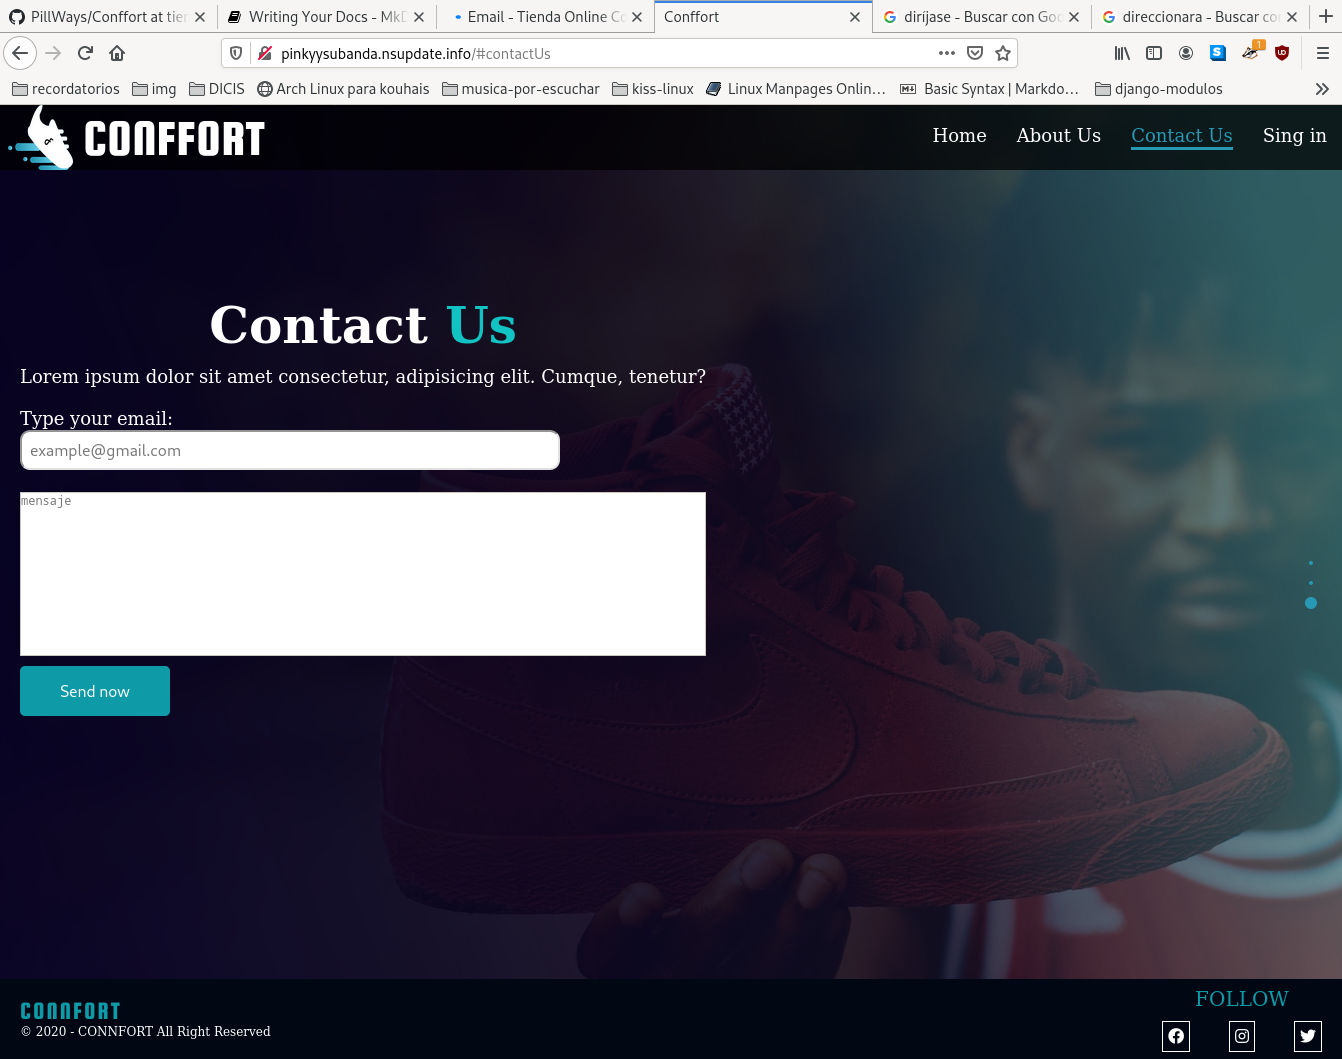 PillWays/Conffort at tien
Writing Your Docs - MkD
Email - Tienda Online Co
Conffort
diríjase - Buscar con Goo
direccionara - Buscar con
pinkyysubanda.nsupdate.info/#contactUs
S
1
recordatorios
img
DICIS
Arch Linux para kouhais
musica-por-escuchar
kiss-linux
Linux Manpages Onlin…
Basic Syntax | Markdo…
django-modulos
CONFFORT
Home
About Us
Contact Us
Sing in
Contact Us
Lorem ipsum dolor sit amet consectetur, adipisicing elit. Cumque, tenetur?
Type your email:
example@gmail.com
mensaje
Send now
CONNFORT
© 2020 - CONNFORT All Right Reserved
FOLLOW